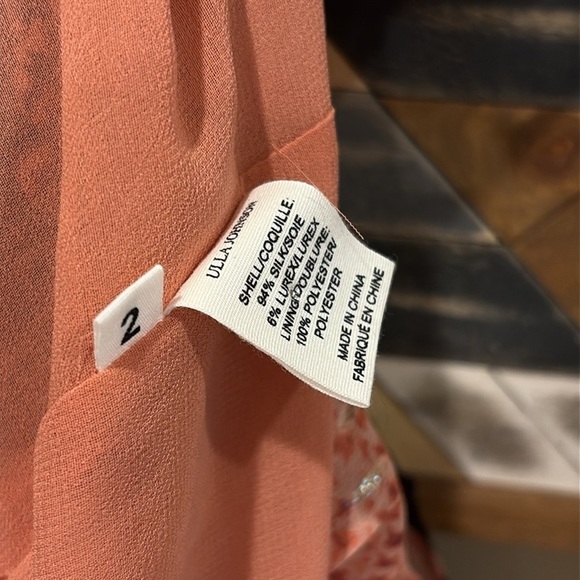 ULLA JOHNSON
SHELL/COQUILLE:
94% SILK/SOIE
6% LUREX/LUREX
LINING/DOUBLURE:
100% POLYESTER/
POLYESTER
MADE IN CHINA
FABRIQUÉ EN CHINE
2